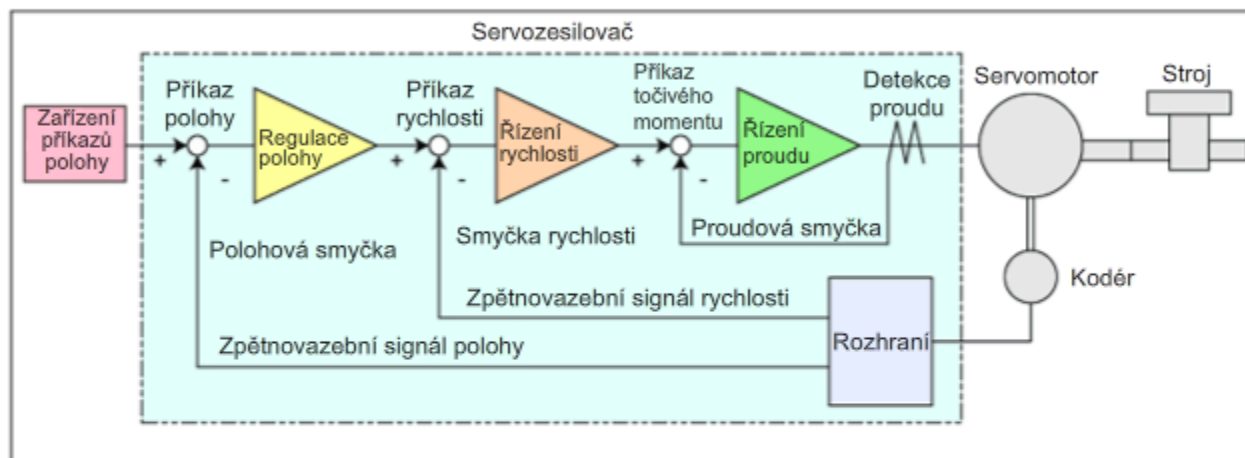 Servozesilovač
Zařízení
příkazů
polohy
Příkaz
polohy
+
-
Regulace
polohy
Příkaz
rychlosti
+
-
Řízení
rychlosti
Příkaz
točivého
momentu
+
-
Řízení
proudu
Detekce
proudu
Servomotor
Stroj
Polohová smyčka
Smyčka rychlosti
Proudová smyčka
Kodér
Zpětnovazební signál rychlosti
Zpětnovazební signál polohy
Rozhraní